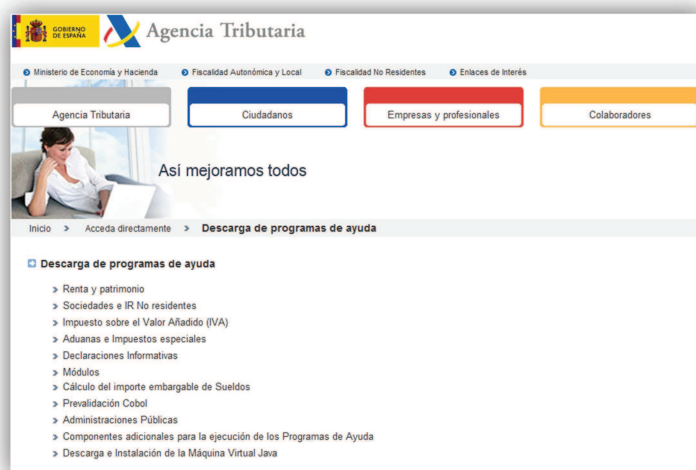 GOBIERNO
DE ESPAÑA
Agencia Tributaria
Ministerio de Economía y Hacienda Fiscalidad Autonómica y Local Fiscalidad No Residentes Enlaces de Interés
Agencia Tributaria Ciudadanos Empresas y profesionales Colaboradores
Así mejoramos todos
Inicio > Acceda directamente > Descarga de programas de ayuda
Descarga de programas de ayuda
Renta y patrimonio
Sociedades e IR No residentes
Impuesto sobre el Valor Añadido (IVA)
Aduanas e Impuestos especiales
Declaraciones Informativas
Módulos
Cálculo del importe embargable de Sueldos
Prevalidación Cobol
Administraciones Públicas
Componentes adicionales para la ejecución de los Programas de Ayuda
Descarga e Instalación de la Máquina Virtual Java